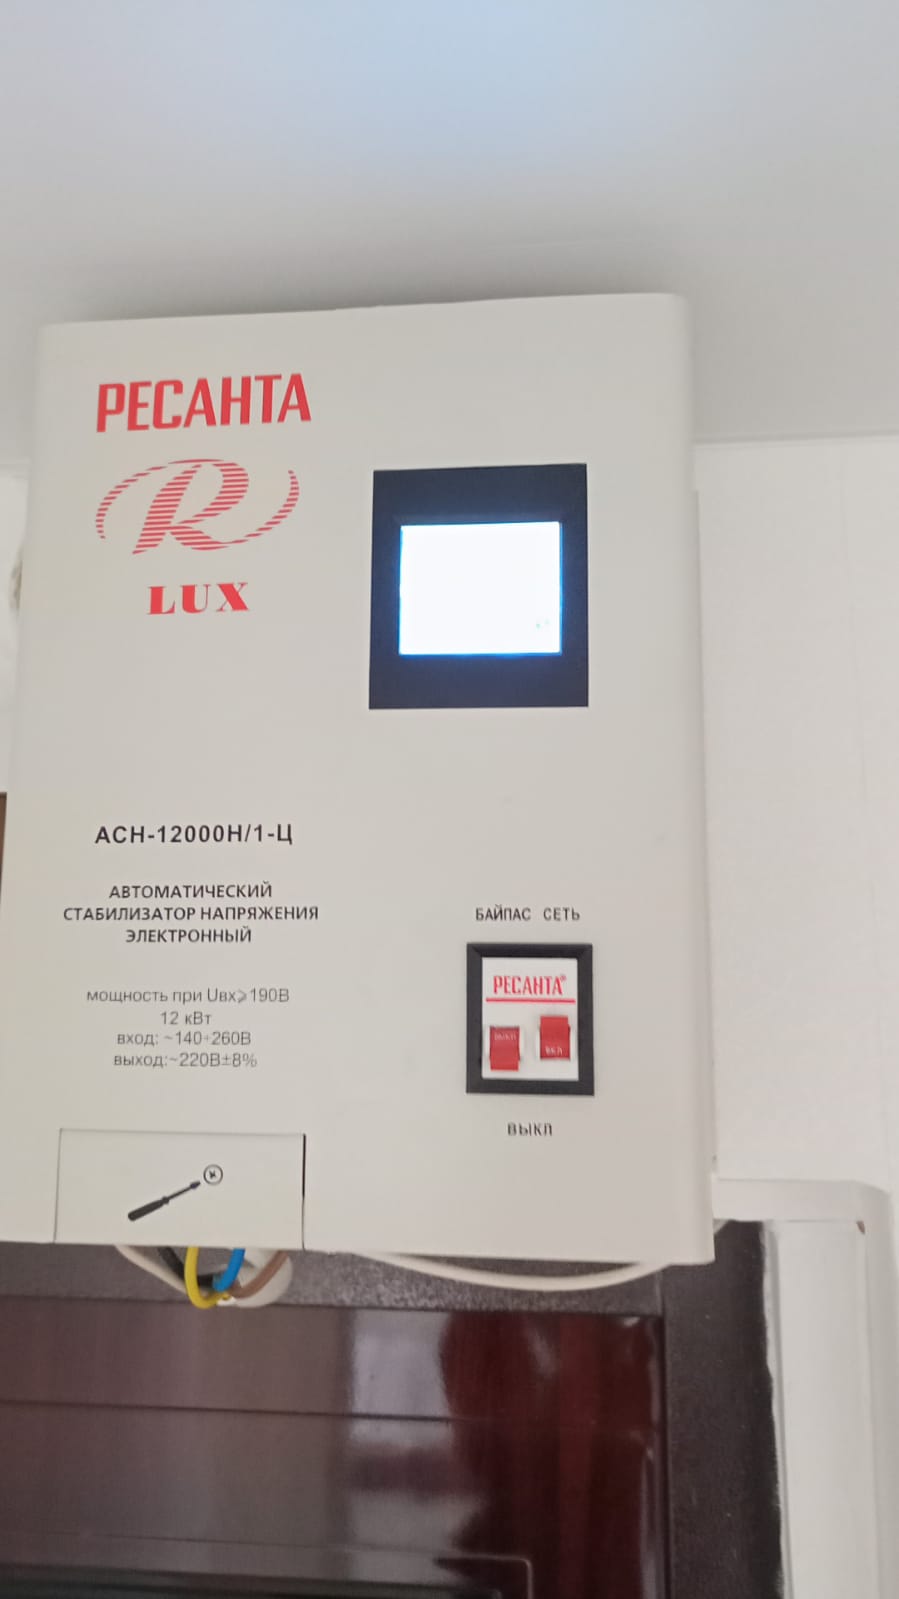 РЕСАНТА
R
LUX
АСН-12000Н/1-Ц
АВТОМАТИЧЕСКИЙ
СТАБИЛИЗАТОР НАПРЯЖЕНИЯ
ЭЛЕКТРОННЫЙ
мощность при Uвх⩾190В
12 кВт
вход: ~140÷260В
выход:~220В±8%
БАЙПАС СЕТЬ
РЕСАНТА®
ВКЛ
ВЫКЛ